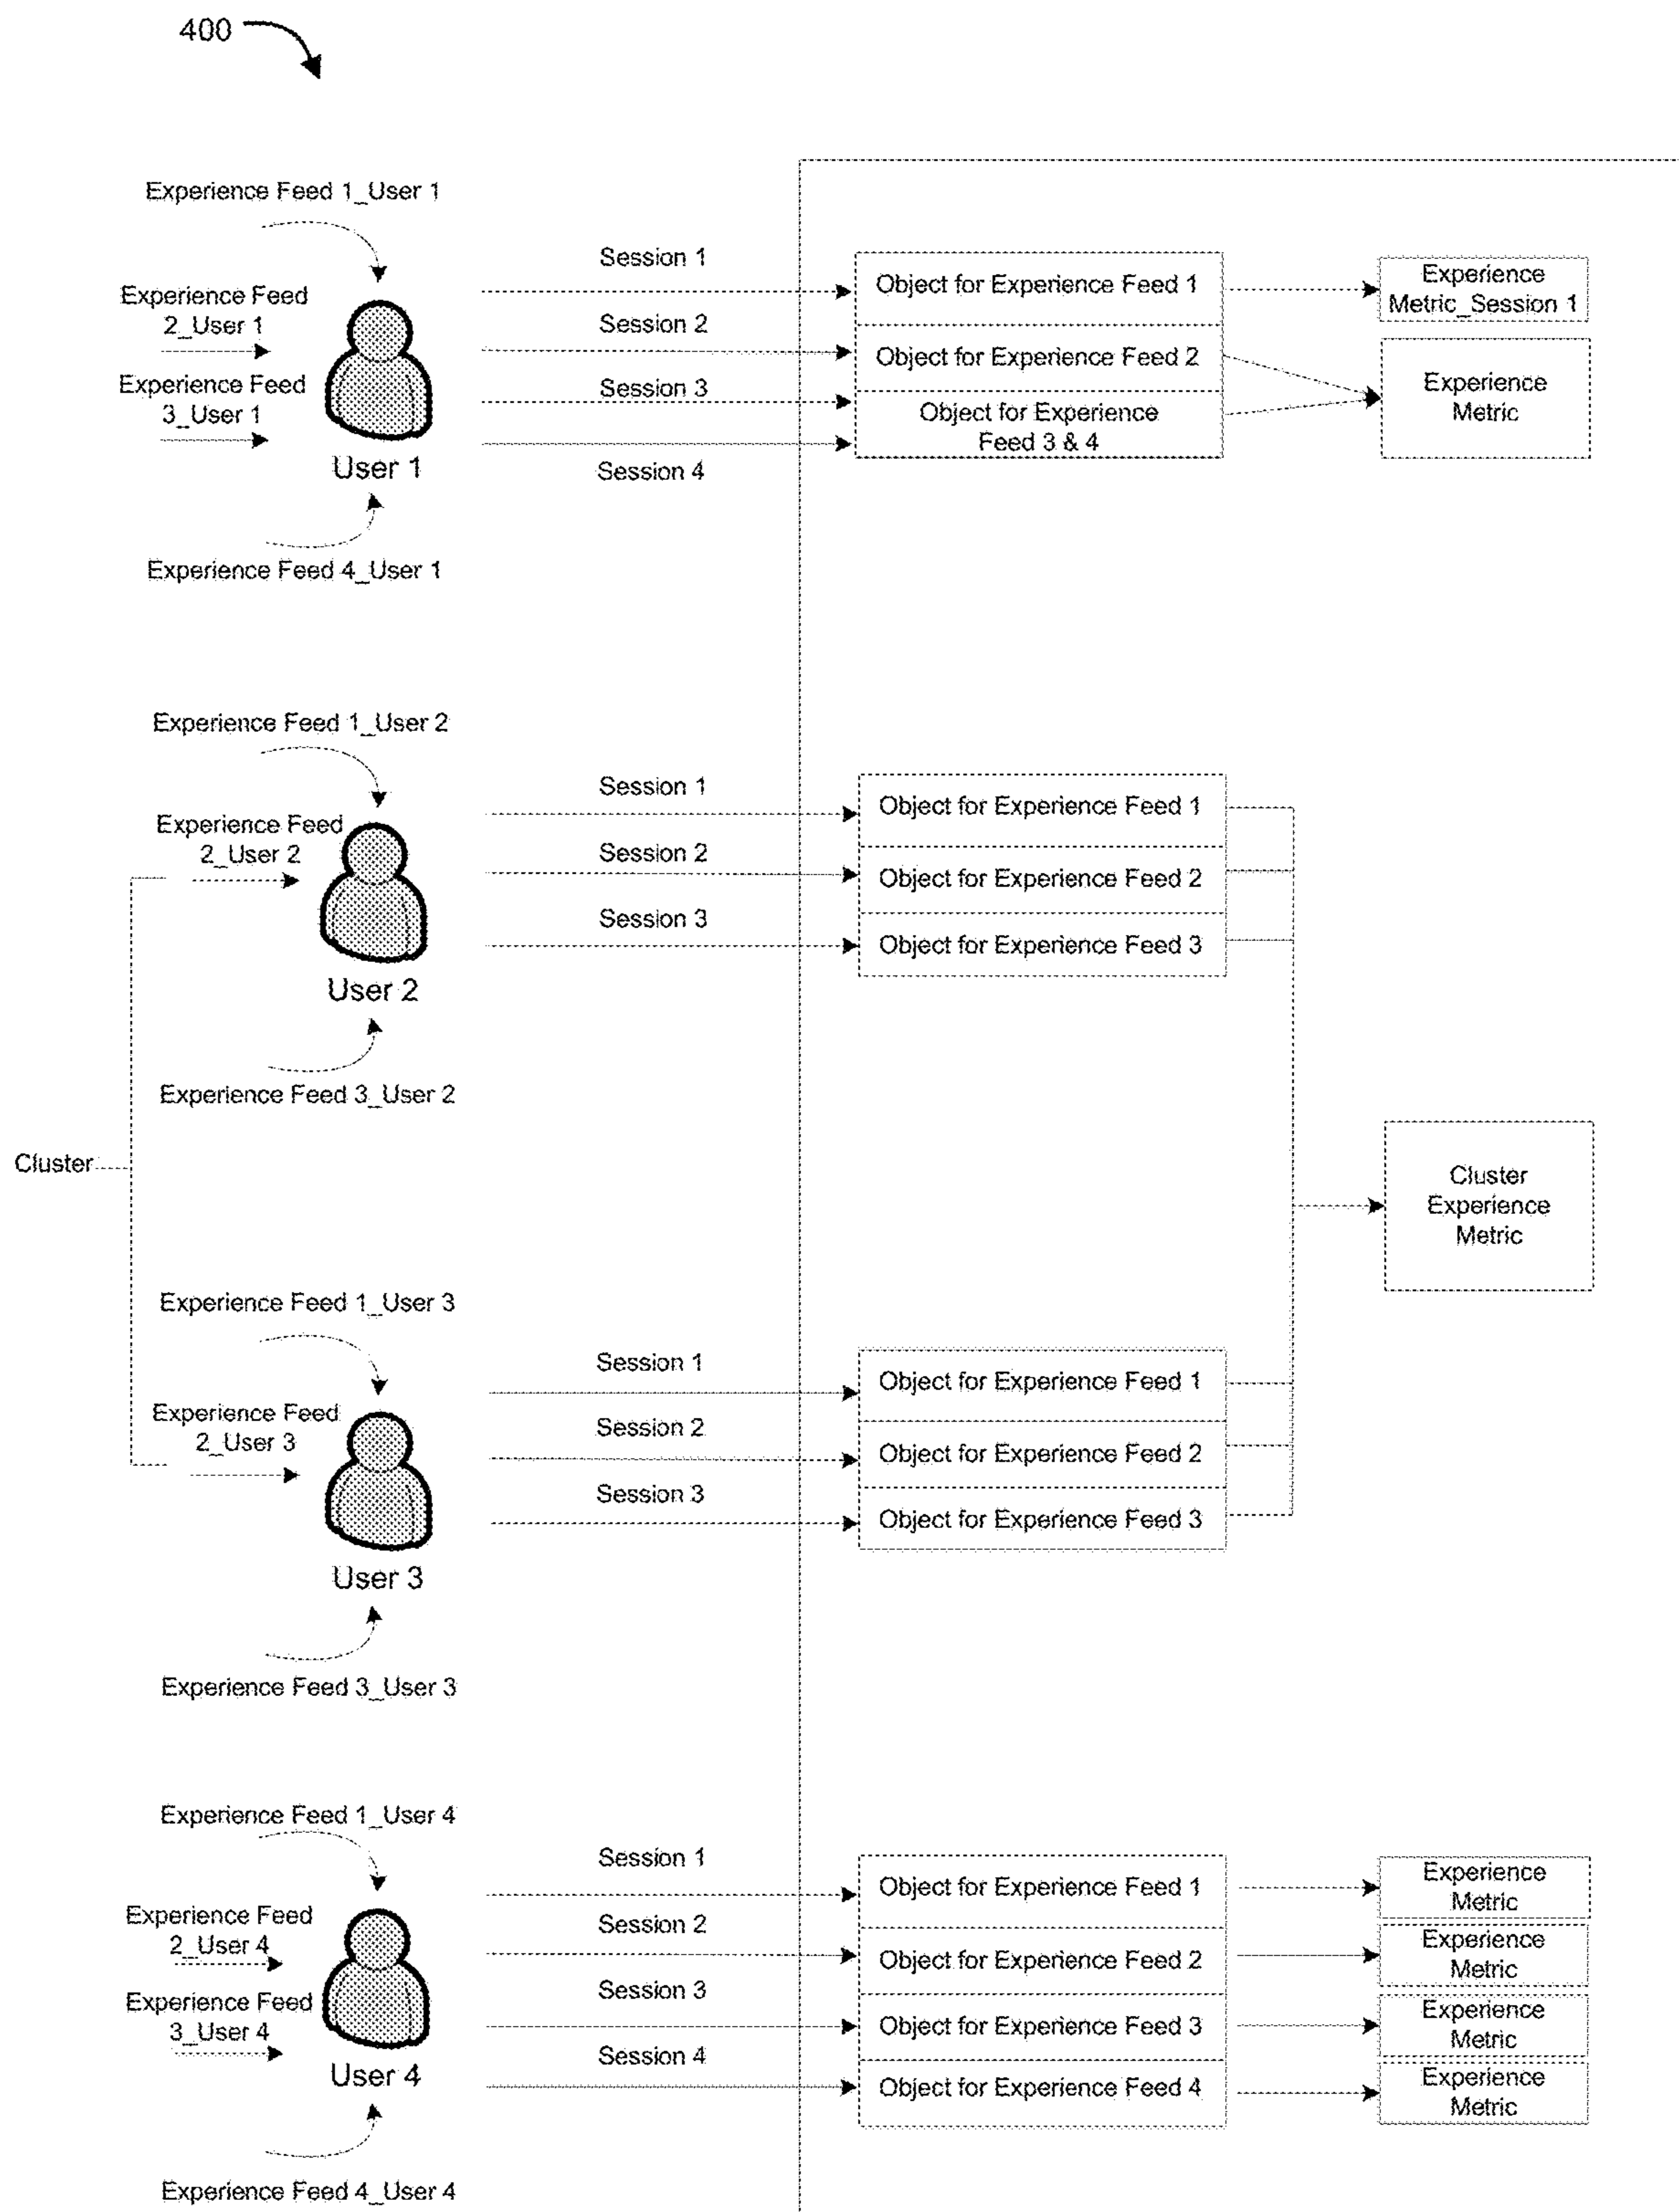 400
Experience Feed 1_User 1
Experience Feed
2_User 1
Experience Feed
3_User 1
User 1
Experience Feed 4_User 1
Session 1
Session 2
Session 3
Session 4
Object for Experience Feed 1
Object for Experience Feed 2
Object for Experience
Feed 3 & 4
Experience
Metric_Session 1
Experience
Metric
Experience Feed 1_User 2
Experience Feed
2_User 2
User 2
Experience Feed 3_User 2
Session 1
Session 2
Session 3
Object for Experience Feed 1
Object for Experience Feed 2
Object for Experience Feed 3
Cluster
Cluster
Experience
Metric
Experience Feed 1_User 3
Experience Feed
2_User 3
User 3
Experience Feed 3_User 3
Session 1
Session 2
Session 3
Object for Experience Feed 1
Object for Experience Feed 2
Object for Experience Feed 3
Experience Feed 1_User 4
Experience Feed
2_User 4
Experience Feed
3_User 4
User 4
Experience Feed 4_User 4
Session 1
Session 2
Session 3
Session 4
Object for Experience Feed 1
Object for Experience Feed 2
Object for Experience Feed 3
Object for Experience Feed 4
Experience
Metric
Experience
Metric
Experience
Metric
Experience
Metric